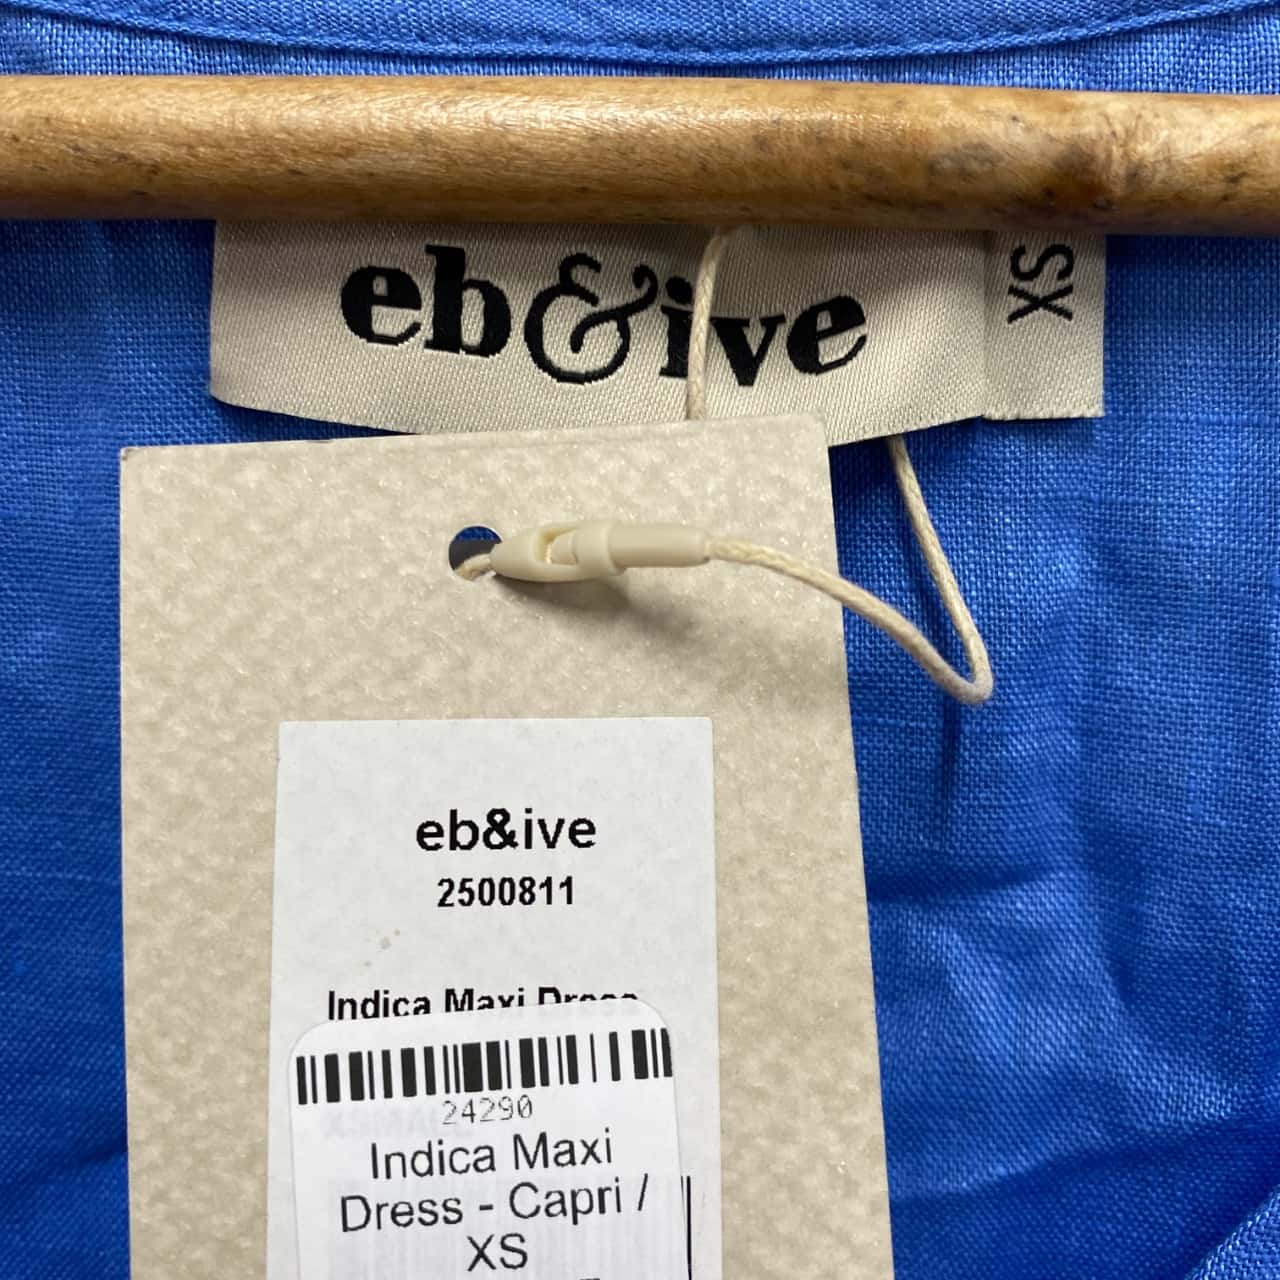 eb&ive
XS
eb&ive
2500811
Indica Maxi Dress
24290
Indica Maxi
Dress - Capri /
XS